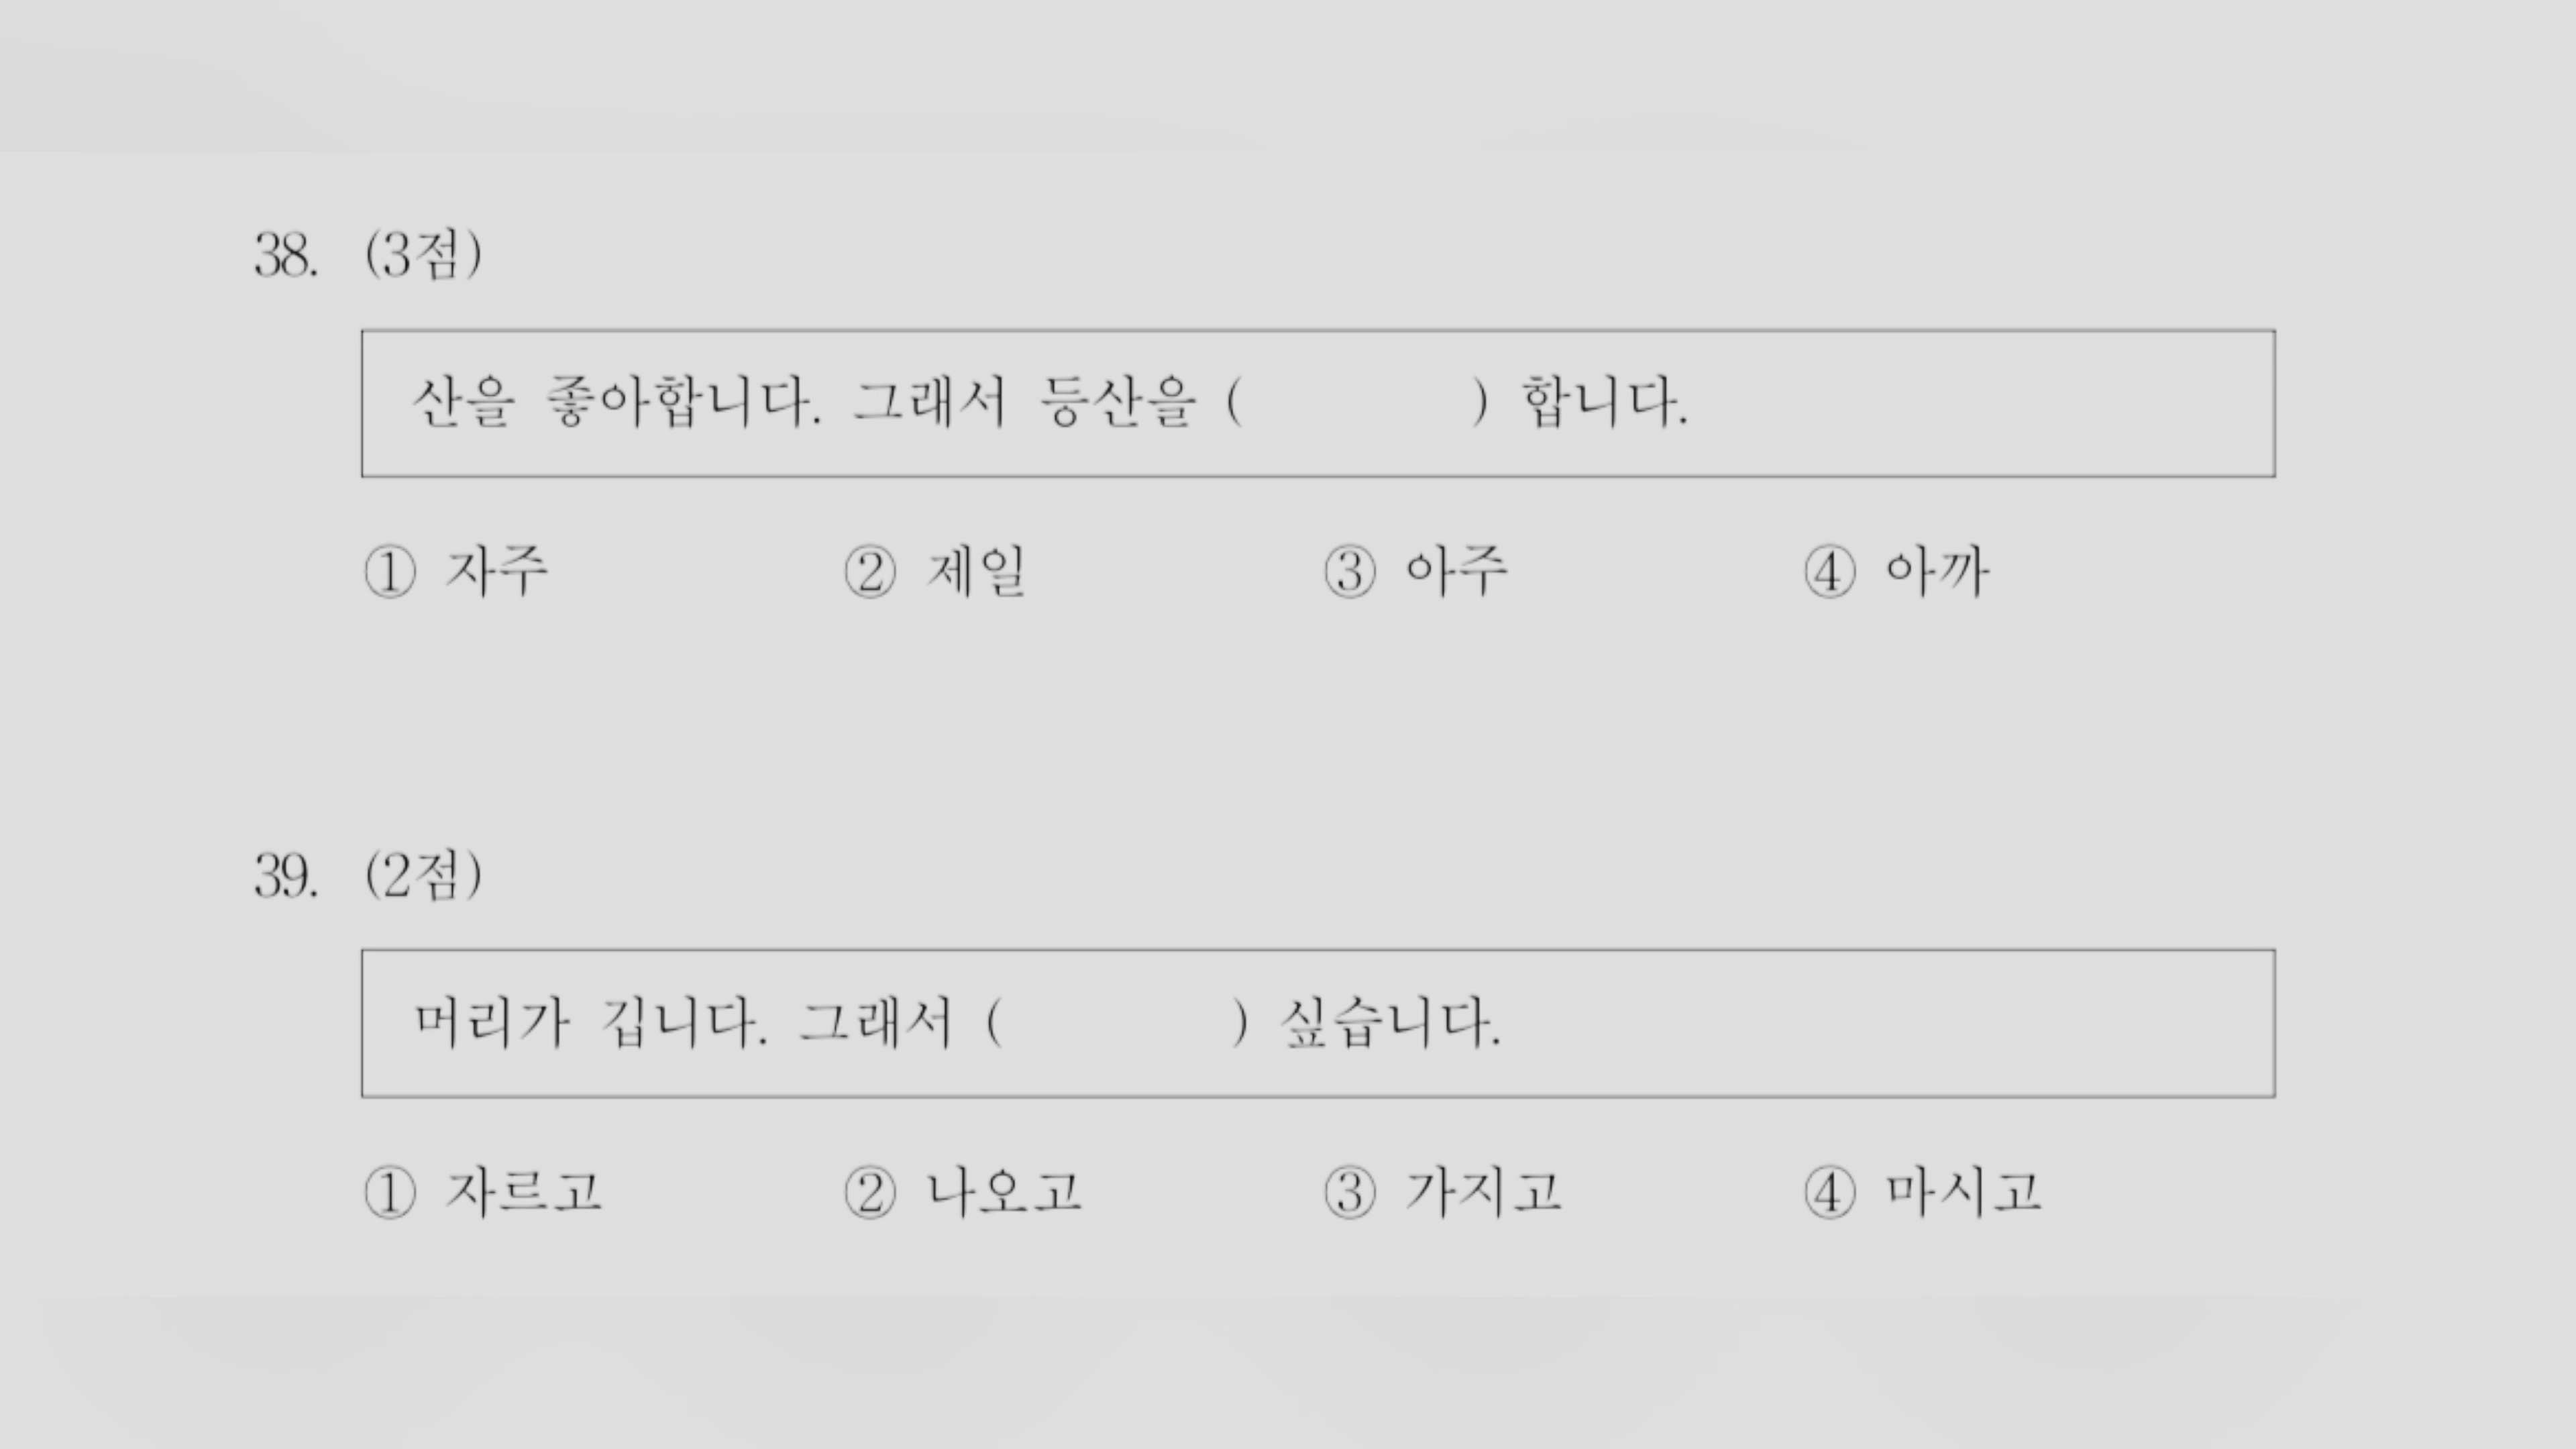 38. (3점)
산을 좋아합니다. 그래서 등산을 ( ) 합니다.
① 자주 ② 제일 ③ 아주 ④ 아까
39. (2점)
머리가 깁니다. 그래서 ( ) 싶습니다.
① 자르고 ② 나오고 ③ 가지고 ④ 마시고